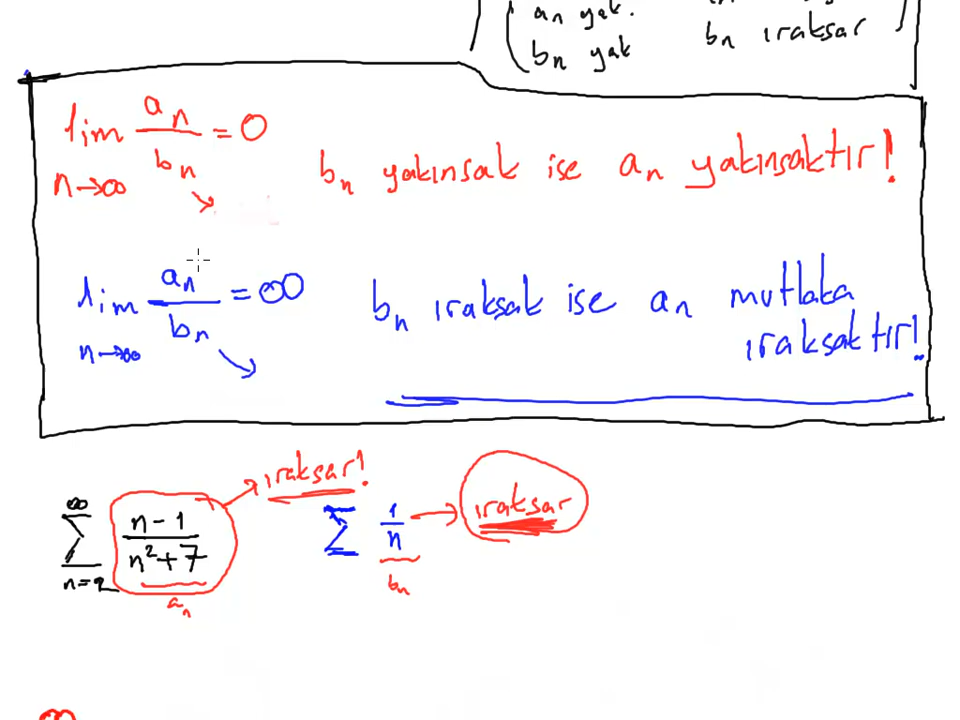 an yak.
bn yak bn ıraksar
lim an/bn = 0
n→∞
bn yakınsak ise an yakınsaktır!
lim an/bn = ∞
n→∞
bn ıraksak ise an mutlaka
ıraksaktır!
ıraksar!
∞
∑ (n-1)/(n²+7)
n=2
an
∑ 1/n → ıraksar
bn